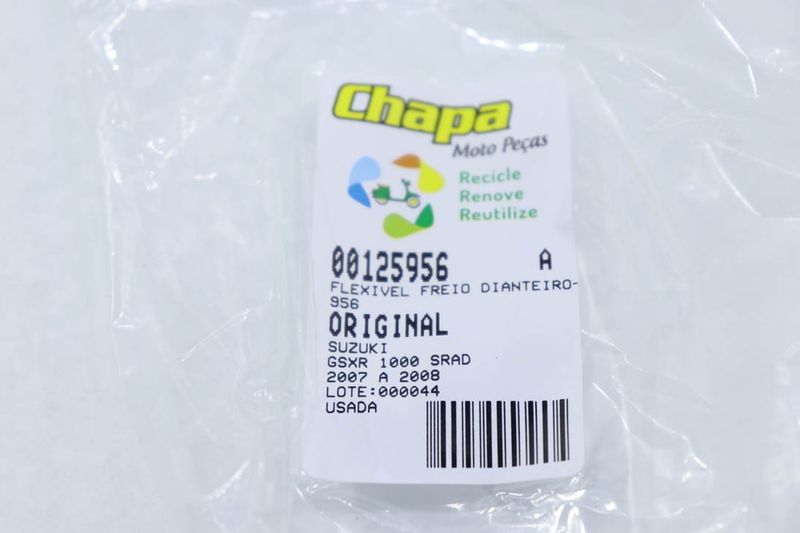 Chapa
Moto Peças
Recicle
Renove
Reutilize
00125956 A
FLEXIVEL FREIO DIANTEIRO-
956
ORIGINAL
SUZUKI
GSXR 1000 SRAD
2007 A 2008
LOTE:000044
USADA